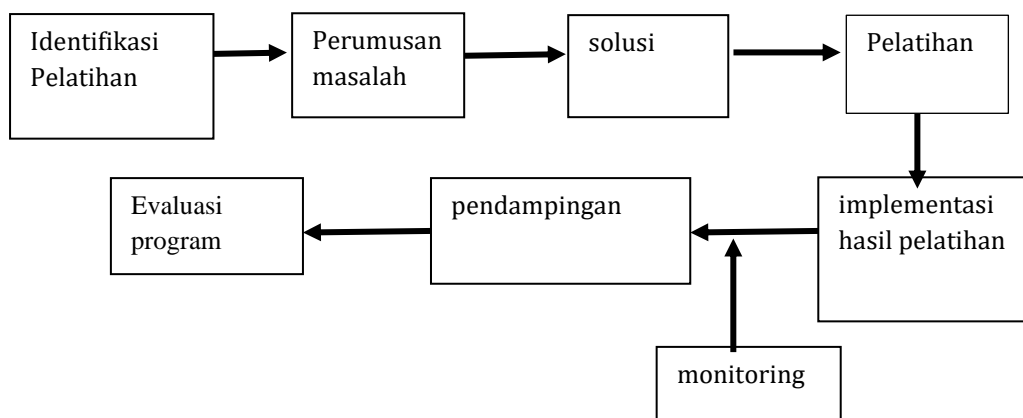 Identifikasi
Pelatihan
Perumusan
masalah
solusi
Pelatihan
Evaluasi
program
pendampingan
implementasi
hasil pelatihan
monitoring